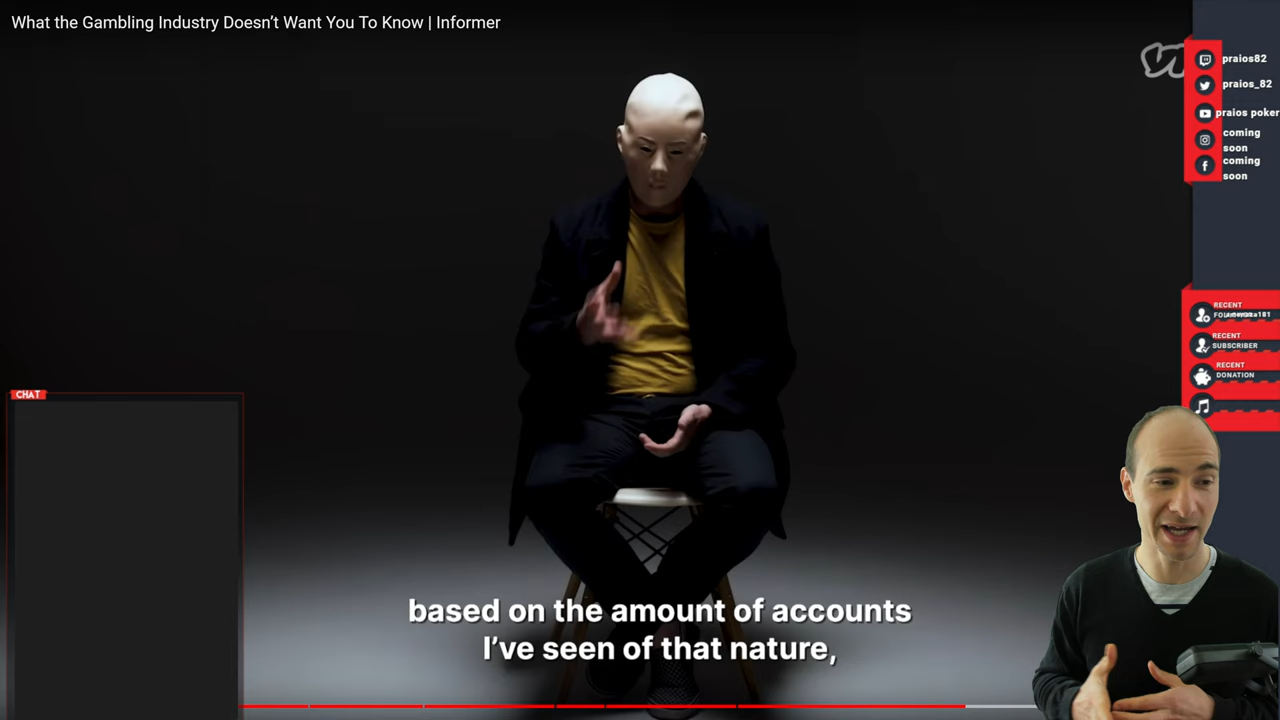 What the Gambling Industry Doesn’t Want You To Know | Informer
praios82
praios_82
praios poker
coming
soon
coming
soon
RECENT
RECENT
SUBSCRIBER
RECENT
DONATION
CHAT
based on the amount of accounts
I’ve seen of that nature,